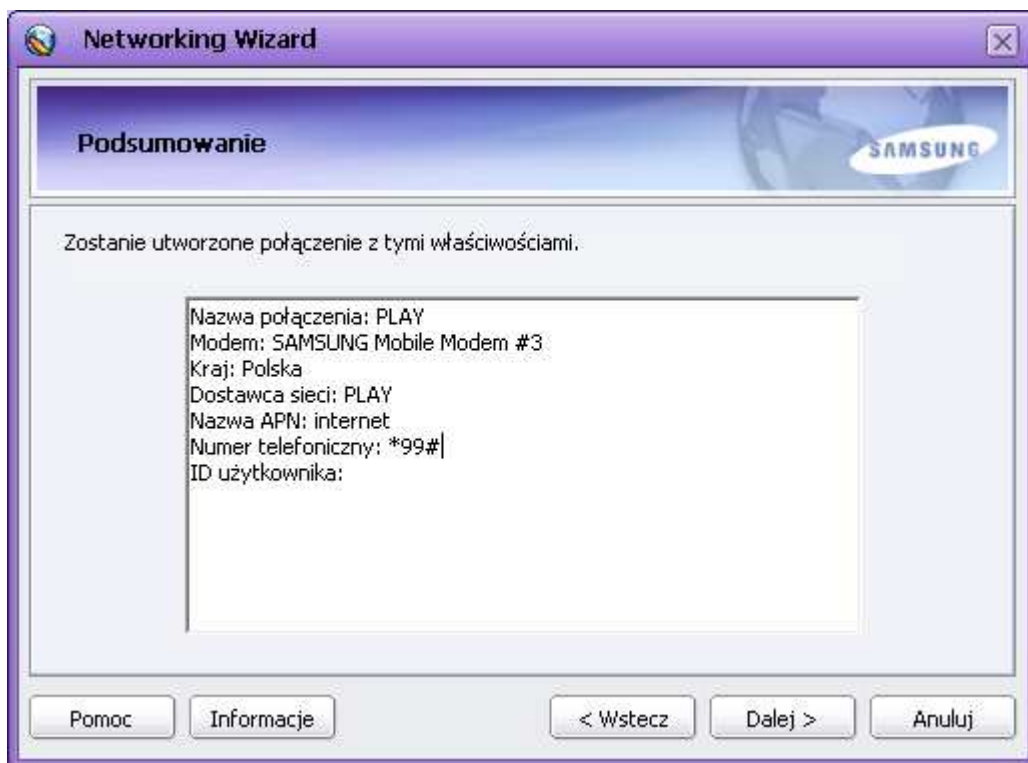 Networking Wizard
Podsumowanie
SAMSUNG
Zostanie utworzone połączenie z tymi właściwościami.
Nazwa połączenia: PLAY
Modem: SAMSUNG Mobile Modem #3
Kraj: Polska
Dostawca sieci: PLAY
Nazwa APN: internet
Numer telefoniczny: *99#
ID użytkownika:
Pomoc
Informacje
< Wstecz
Dalej >
Anuluj